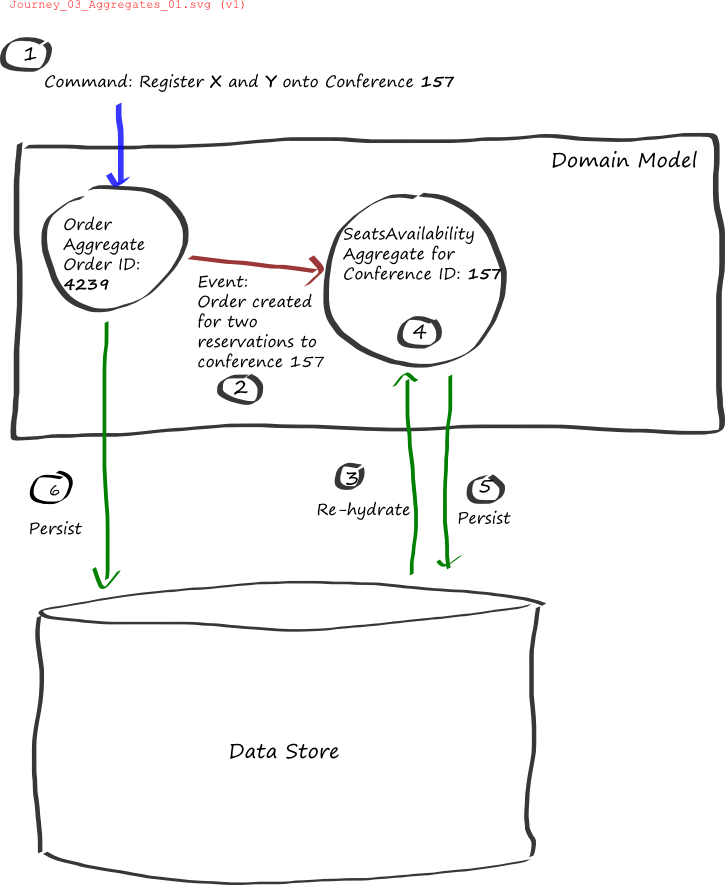 Journey_03_Aggregates_01.svg (v1)
1
Command: Register X and Y onto Conference 157
Domain Model
Order
Aggregate
Order ID:
4239
SeatsAvailability
Aggregate for
Conference ID: 157
Event:
Order created
for two
reservations to
conference 157
2
4
6
Persist
3
Re-hydrate
5
Persist
Data Store